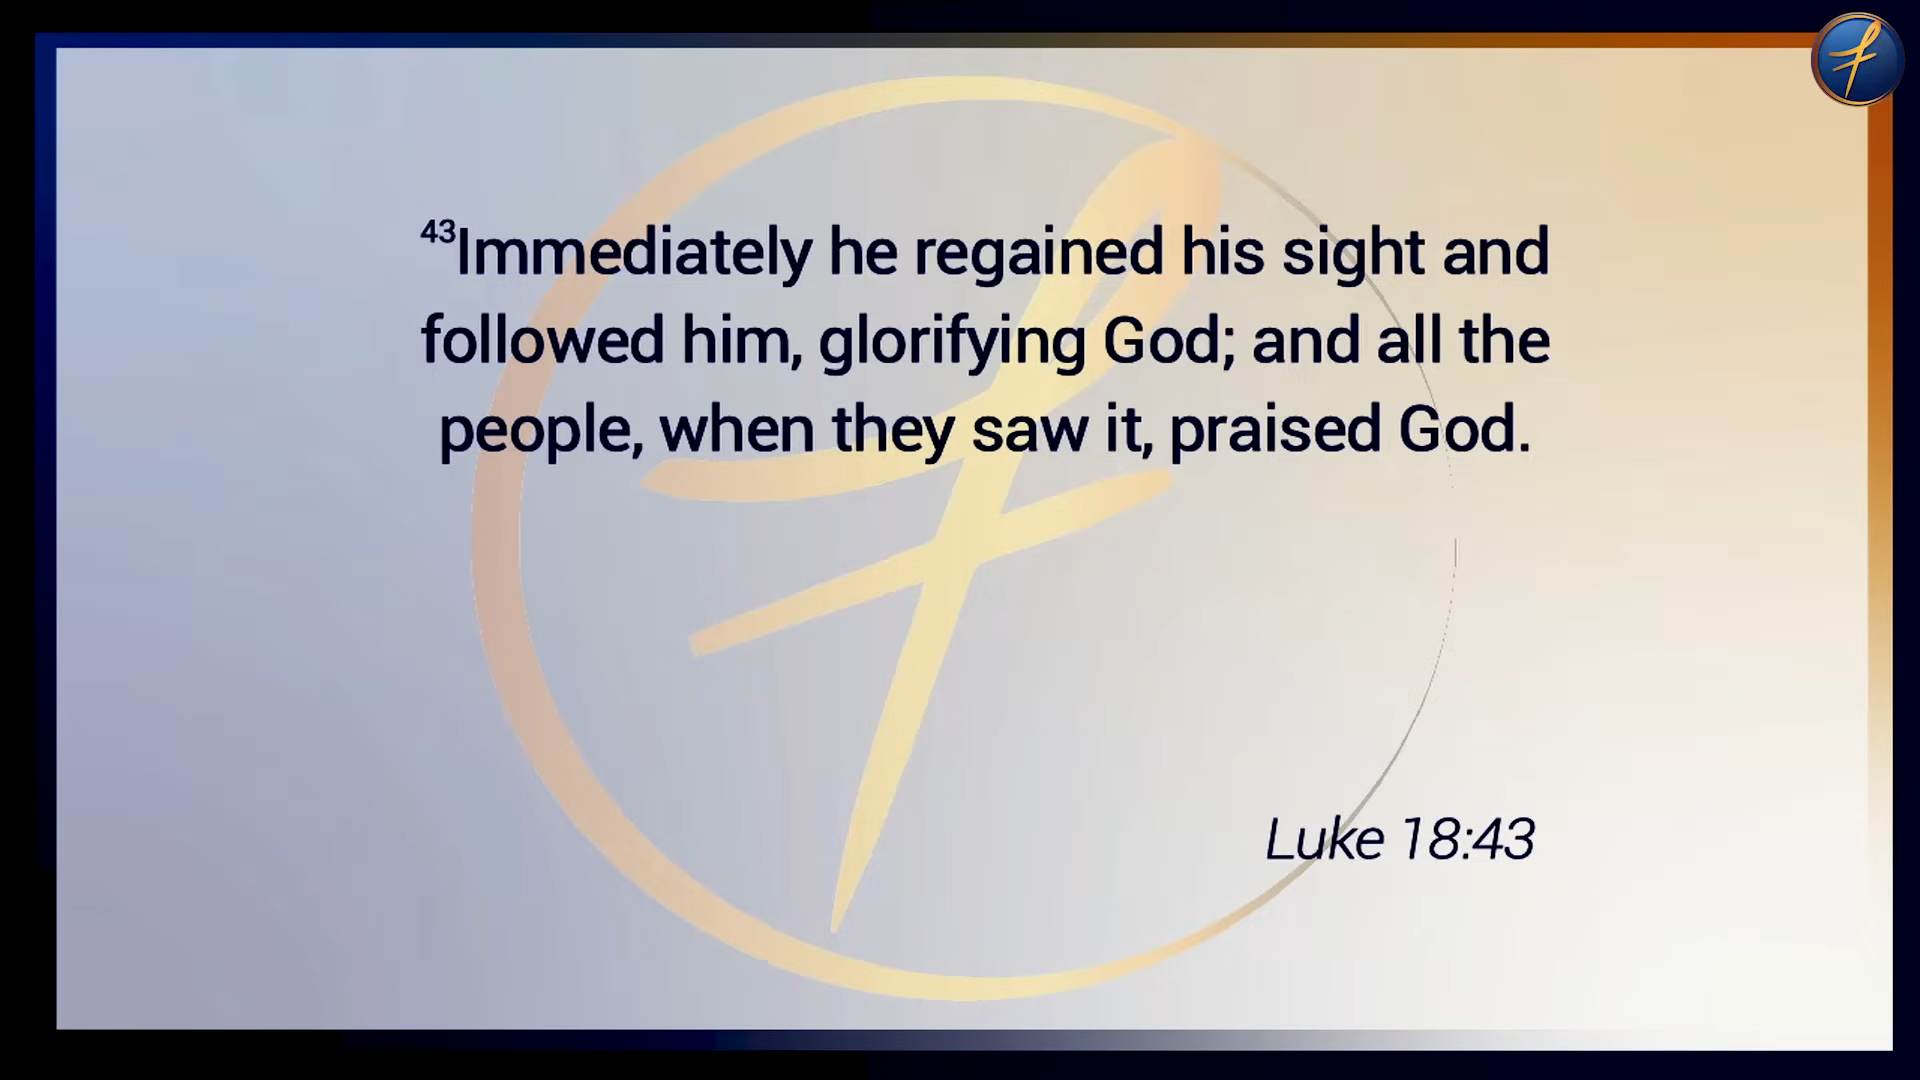 43Immediately he regained his sight and
followed him, glorifying God; and all the
people, when they saw it, praised God.
Luke 18:43